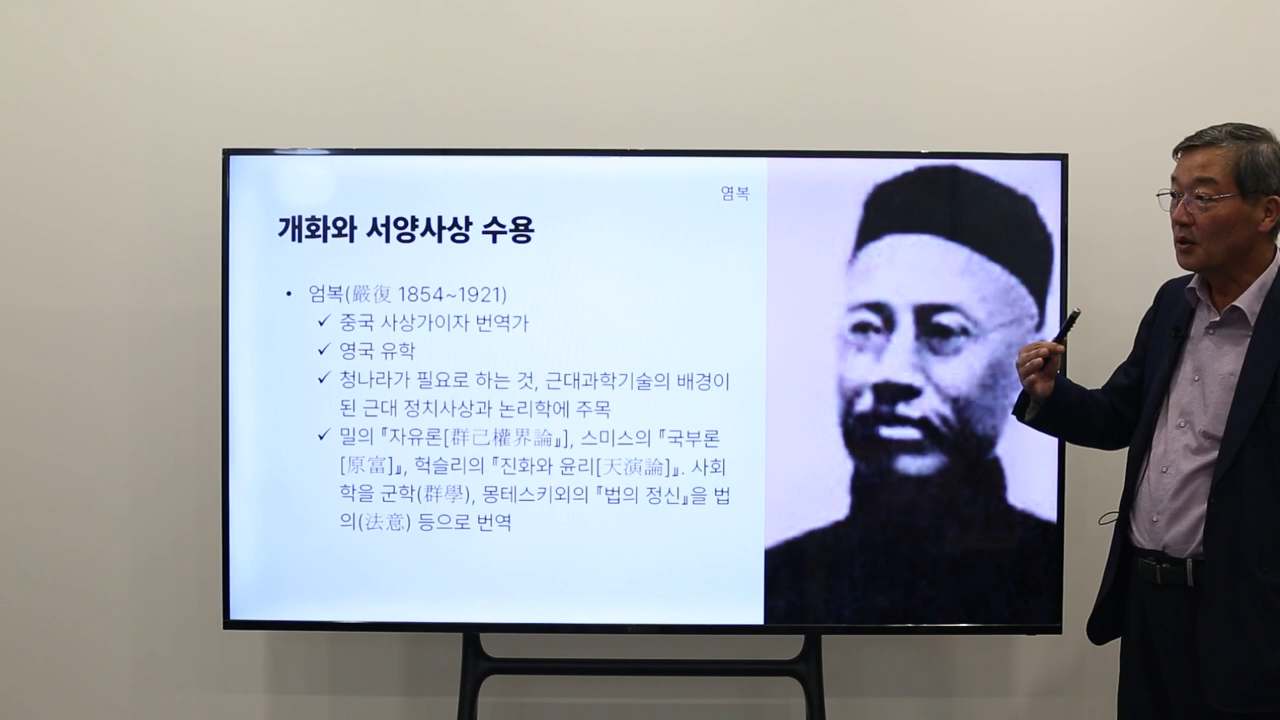 염복
개화와 서양사상 수용
• 엄복(嚴復 1854~1921)
✓ 중국 사상가이자 번역가
✓ 영국 유학
✓ 청나라가 필요로 하는 것, 근대과학기술의 배경이
된 근대 정치사상과 논리학에 주목
✓ 밀의 『자유론[群己權界論』], 스미스의 『국부론
[原富]』, 헉슬리의 『진화와 윤리[天演論]』. 사회
학을 군학(群學), 몽테스키외의 『법의 정신』을 법
의(法意) 등으로 번역